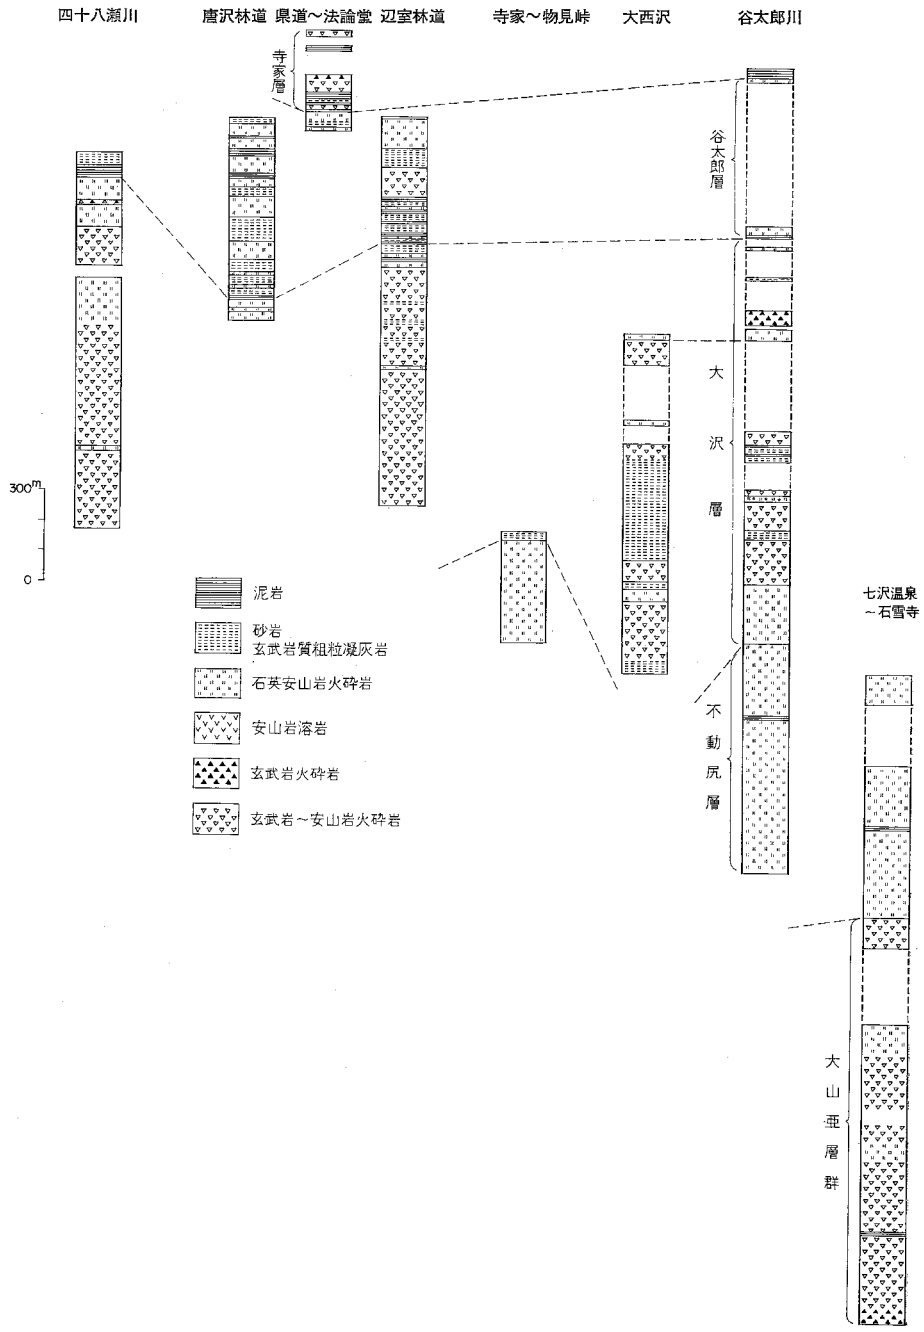 四十八瀬川
唐沢林道
県道〜法論堂
辺室林道
寺家〜物見峠
大西沢
谷太郎川
寺家層
谷太郎層
大沢層
300m
0
泥岩
砂岩
玄武岩質粗粒凝灰岩
石英安山岩火砕岩
安山岩溶岩
玄武岩火砕岩
玄武岩〜安山岩火砕岩
不動尻層
七沢温泉
〜石雪寺
大山亜層群